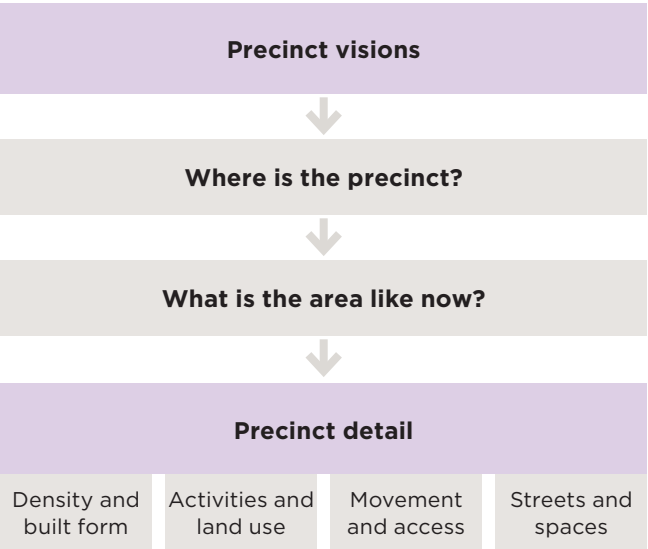 Precinct visions
Where is the precinct?
What is the area like now?
Precinct detail
Density and
built form
Activities and
land use
Movement
and access
Streets and
spaces